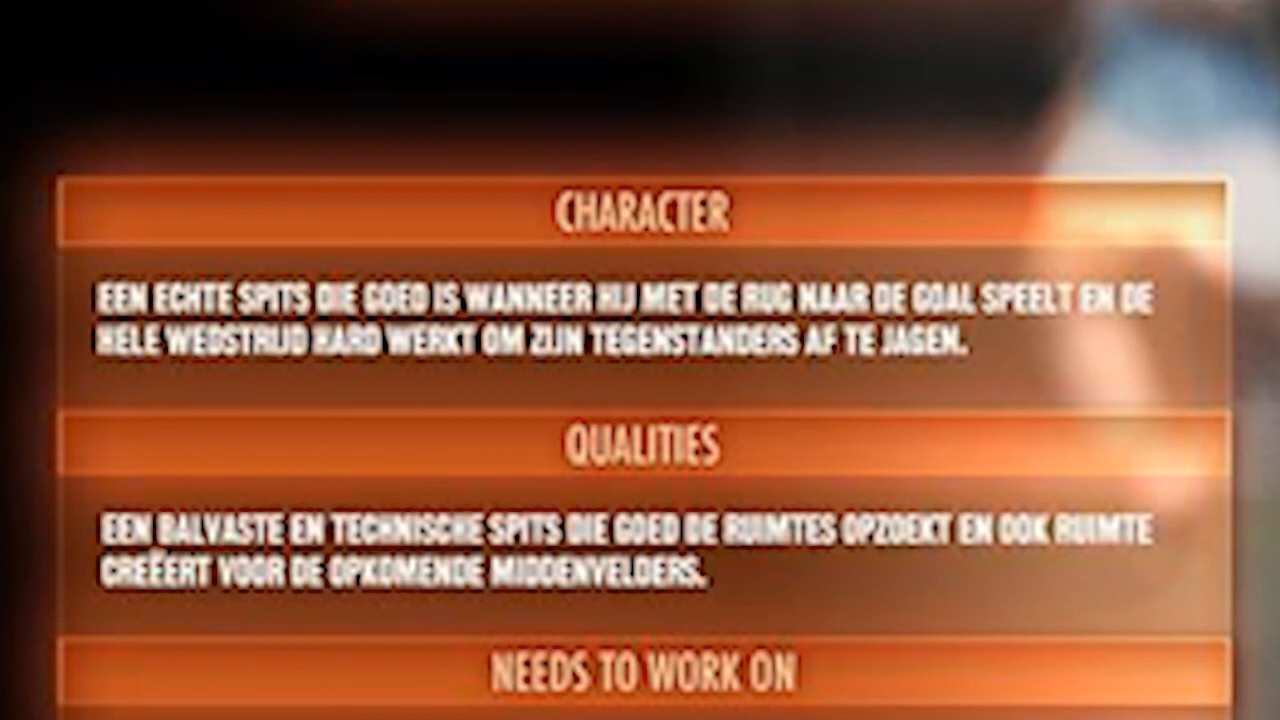 CHARACTER
EEN ECHTE SPITS DIE GOED IS WANNEER HIJ MET DE RUG NAAR DE GOAL SPEELT EN DE
HELE WEDSTRIJD HARD WERKT OM ZIJN TEGENSTANDERS AF TE JAGEN.
QUALITIES
EEN BALVASTE EN TECHNISCHE SPITS DIE GOED DE RUIMTES OPZOEKT EN OOK RUIMTE
CREËERT VOOR DE OPKOMENDE MIDDENVELDERS.
NEEDS TO WORK ON